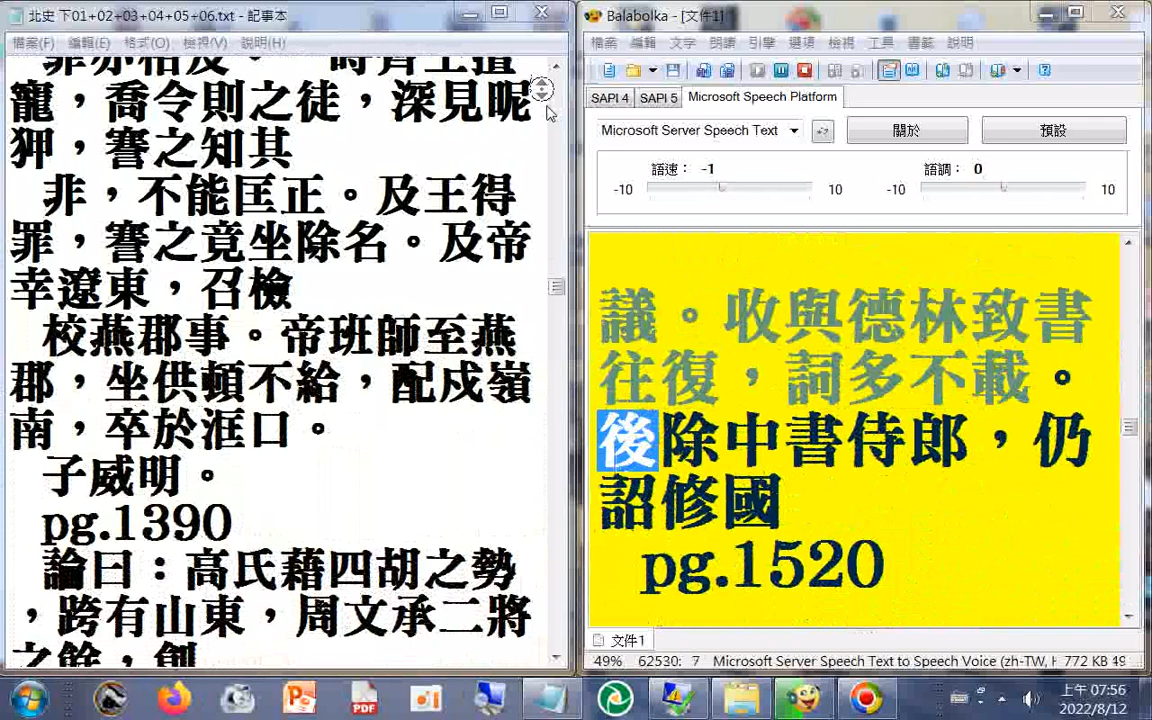 北史 下01+02+03+04+05+06.txt - 記事本
檔案(F) 編輯(E) 格式(O) 檢視(V) 說明(H)
寵，喬令則之徒，深見昵
狎，謇之知其
非，不能匡正。及王得
罪，謇之竟坐除名。及帝
幸遼東，召檢
校燕郡事。帝班師至燕
郡，坐供頓不給，配戍嶺
南，卒於洭口。
子威明。
pg.1390
論曰：高氏藉四胡之勢
，跨有山東，周文承二將
之餘，創
Balabolka - [文件1]
檔案 編輯 文字 閱讀 引擎 選項 檢視 工具 書籤 說明
SAPI 4 SAPI 5 Microsoft Speech Platform
Microsoft Server Speech Text 關於 預設
語速： -1 語調： 0
-10 10 -10 10
議。收與德林致書
往復，詞多不載。
後除中書侍郎，仍
詔修國
pg.1520
文件1
49% 62530: 7 Microsoft Server Speech Text to Speech Voice (zh-TW, H 772 KB 49
上午 07:56
2022/8/12